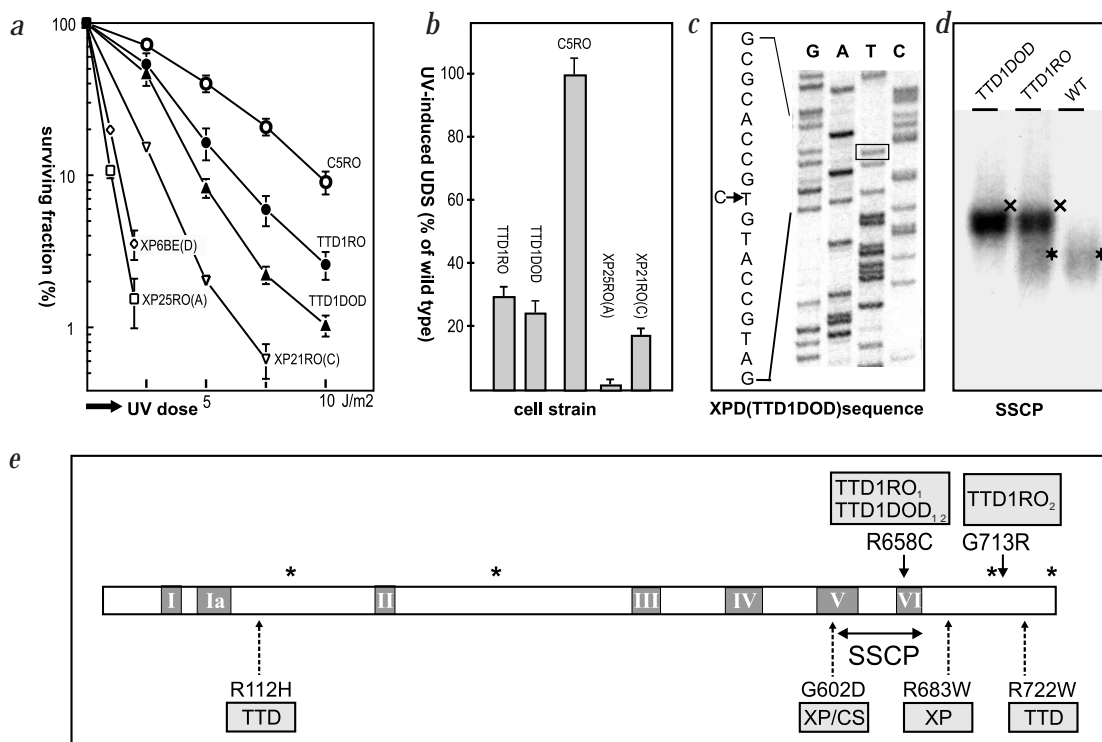 a
surviving fraction (%)
100
10
1
C5RO
TTD1RO
TTD1DOD
XP21RO(C)
XP6BE(D)
XP25RO(A)
UV dose
5
10 J/m2
b
UV-induced UDS (% of wild type)
100
80
60
40
20
TTD1RO
TTD1DOD
C5RO
XP25RO(A)
XP21RO(C)
cell strain
c
G A T C
G
C
G
C
A
C
C
G
C T
G
T
A
C
C
G
T
A
G
XPD(TTD1DOD)sequence
d
TTD1DOD
TTD1RO
WT
×
×
*
*
SSCP
e
TTD1RO1
TTD1DOD1,2
TTD1RO2
R658C
G713R
* * * *
I Ia II III IV V VI
SSCP
R112H
TTD
G602D
XP/CS
R683W
XP
R722W
TTD